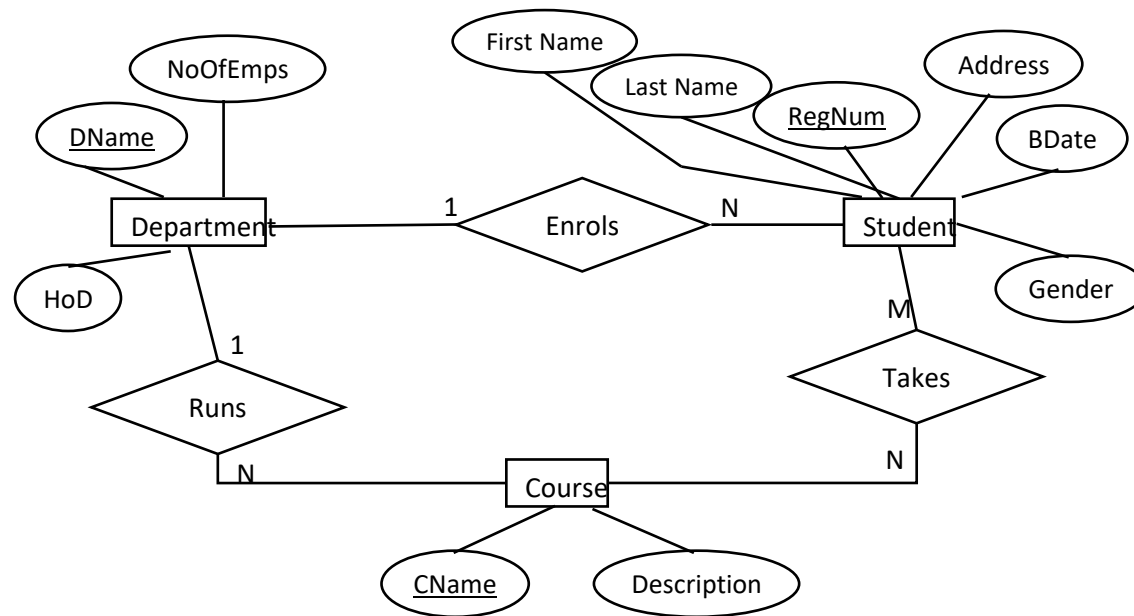 First Name
NoOfEmps
Address
Last Name
RegNum
DName
BDate
1
N
Department
Enrols
Student
HoD
Gender
M
1
Takes
Runs
N
N
Course
CName
Description